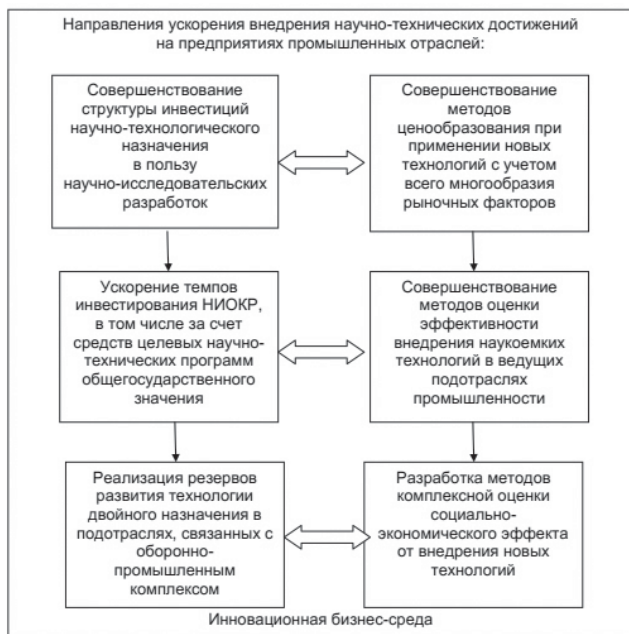 Направления ускорения внедрения научно-технических достижений
на предприятиях промышленных отраслей:
Совершенствование
структуры инвестиций
научно-технологического
назначения
в пользу
научно-исследовательских
разработок
Совершенствование
методов
ценообразования при
применении новых
технологий с учетом
всего многообразия
рыночных факторов
Ускорение темпов
инвестирования НИОКР,
в том числе за счет
средств целевых научно-
технических программ
общегосударственного
значения
Совершенствование
методов оценки
эффективности
внедрения наукоемких
технологий в ведущих
подотраслях
промышленности
Реализация резервов
развития технологии
двойного назначения в
подотраслях, связанных с
оборонно-
промышленным
комплексом
Разработка методов
комплексной оценки
социально-
экономического эффекта
от внедрения новых
технологий
Инновационная бизнес-среда